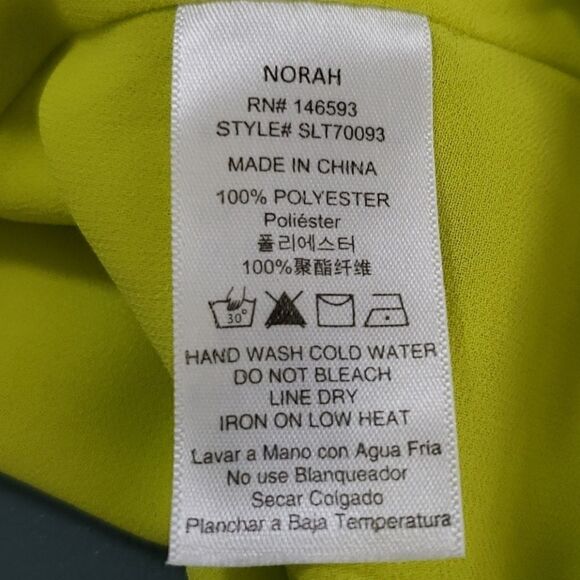 NORAH
RN# 146593
STYLE# SLT70093
MADE IN CHINA
100% POLYESTER
Poliéster
폴리에스터
100%聚酯纤维
30°
HAND WASH COLD WATER
DO NOT BLEACH
LINE DRY
IRON ON LOW HEAT
Lavar a Mano con Agua Fria
No use Blanqueador
Secar Colgado
Planchar a Baja Temperatura